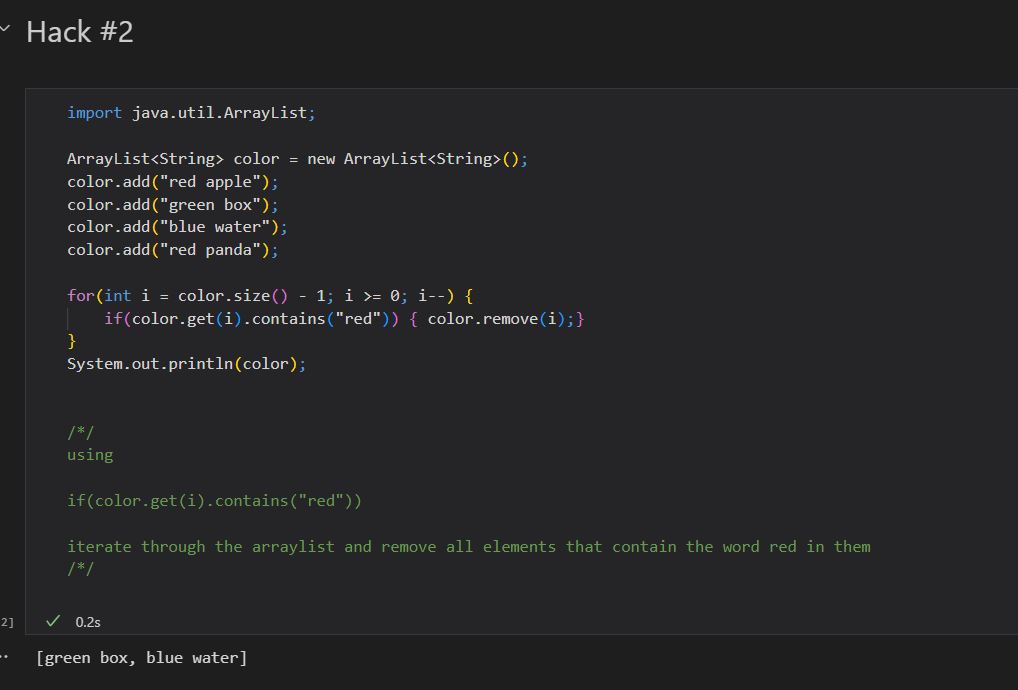 Hack #2
import java.util.ArrayList;
ArrayList<String> color = new ArrayList<String>();
color.add("red apple");
color.add("green box");
color.add("blue water");
color.add("red panda");
for(int i = color.size() - 1; i >= 0; i--) {
    if(color.get(i).contains("red")) { color.remove(i);}
}
System.out.println(color);
/*/
using
if(color.get(i).contains("red"))
iterate through the arraylist and remove all elements that contain the word red in them
/*/
2] 0.2s
[green box, blue water]